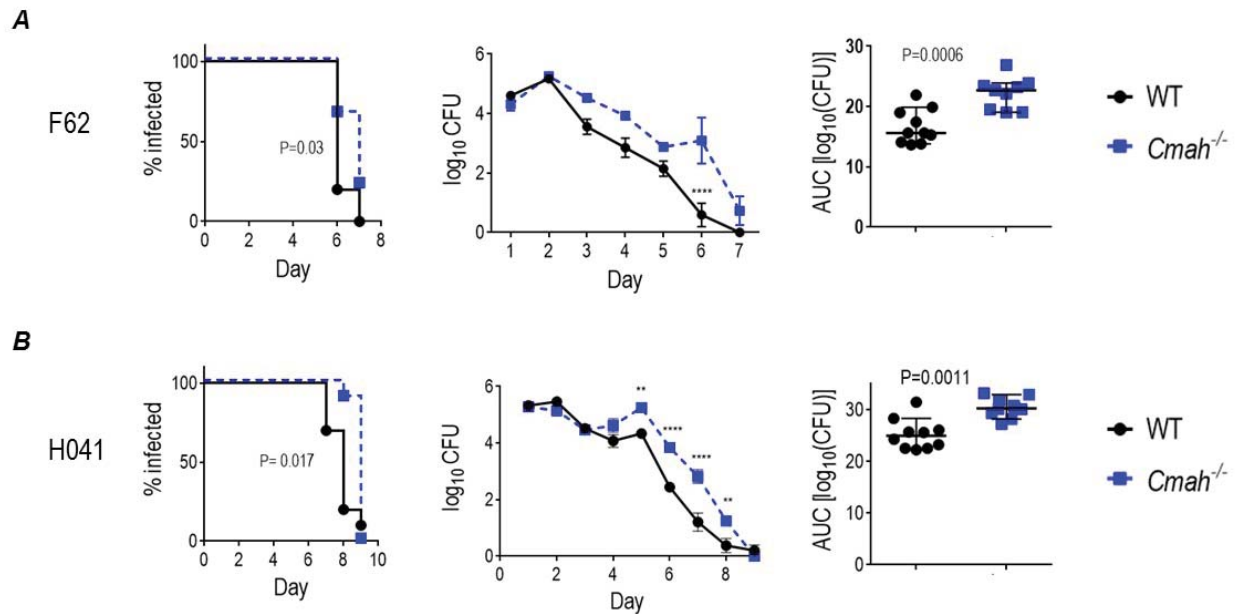 A
F62
% infected
100
50
0
P=0.03
0 2 4 6 8
Day
log10 CFU
6
4
2
0
****
1 2 3 4 5 6 7
Day
AUC [log10(CFU)]
30
20
10
0
P=0.0006
WT
Cmah-/-
B
H041
% infected
100
50
0
P= 0.017
0 2 4 6 8 10
Day
log10 CFU
6
4
2
0
**
****
****
**
0 2 4 6 8
Day
AUC [log10(CFU)]
30
20
10
0
P=0.0011
WT
Cmah-/-